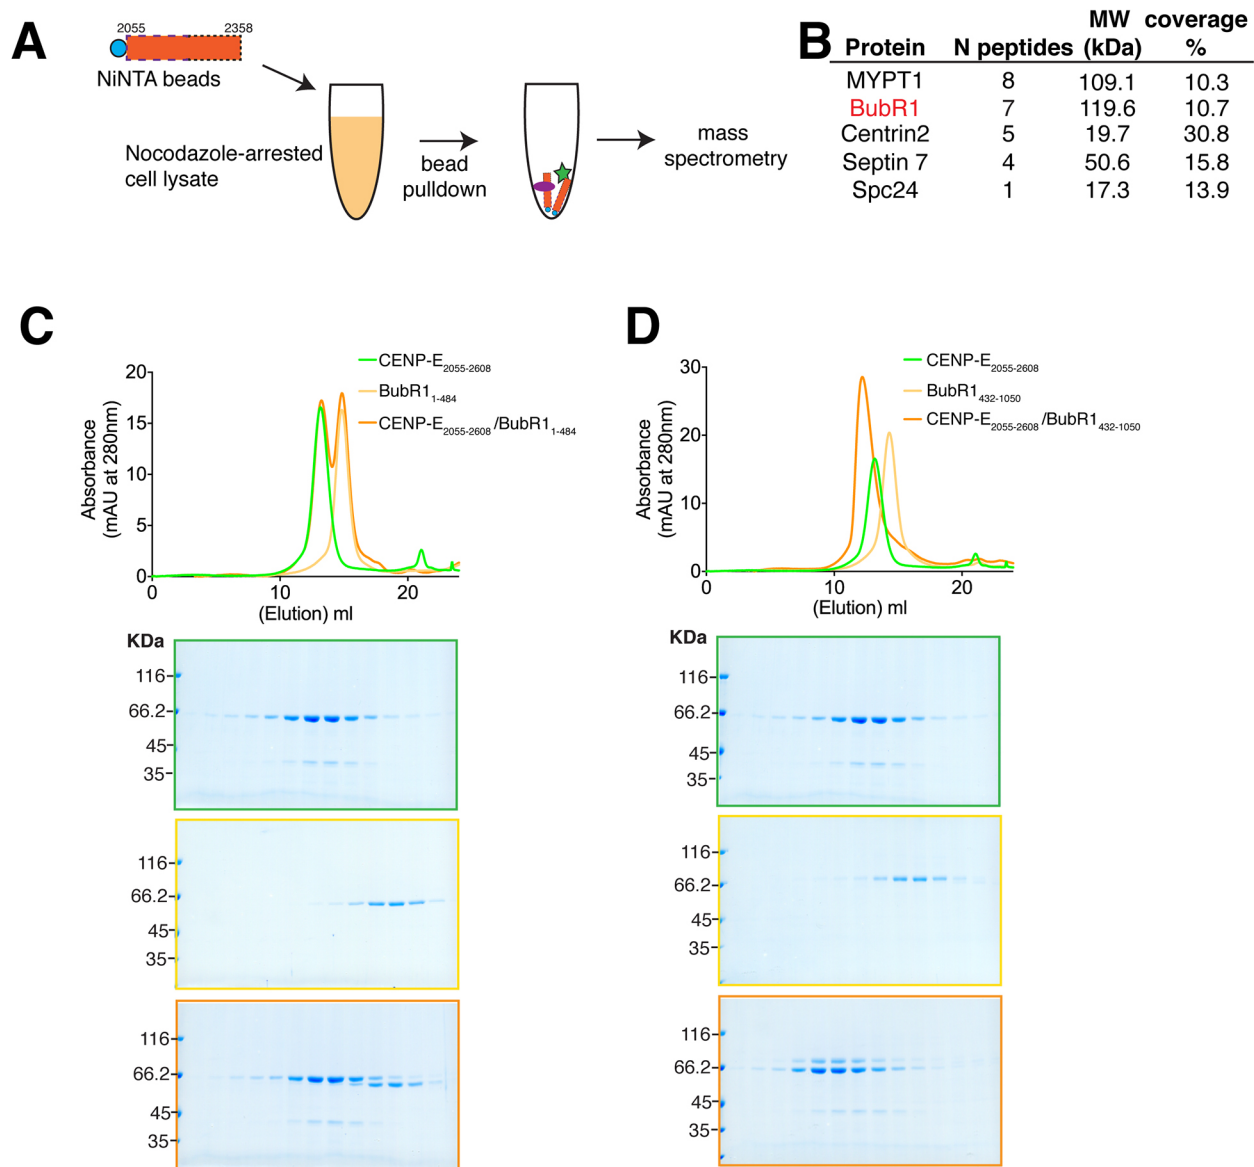 A
2055 2358
NiNTA beads
Nocodazole-arrested
cell lysate
bead
pulldown
mass
spectrometry
B
MW coverage
Protein N peptides (kDa) %
MYPT1 8 109.1 10.3
BubR1 7 119.6 10.7
Centrin2 5 19.7 30.8
Septin 7 4 50.6 15.8
Spc24 1 17.3 13.9
C
CENP-E2055-2608
BubR11-484
CENP-E2055-2608/BubR11-484
Absorbance
(mAU at 280nm)
20
15
10
5
0
0 10 20
(Elution) ml
KDa
116
66.2
45
35
116
66.2
45
35
116
66.2
45
35
D
CENP-E2055-2608
BubR1432-1050
CENP-E2055-2608/BubR1432-1050
Absorbance
(mAU at 280nm)
30
20
10
0
0 10 20
(Elution) ml
KDa
116
66.2
45
35
116
66.2
45
35
116
66.2
45
35